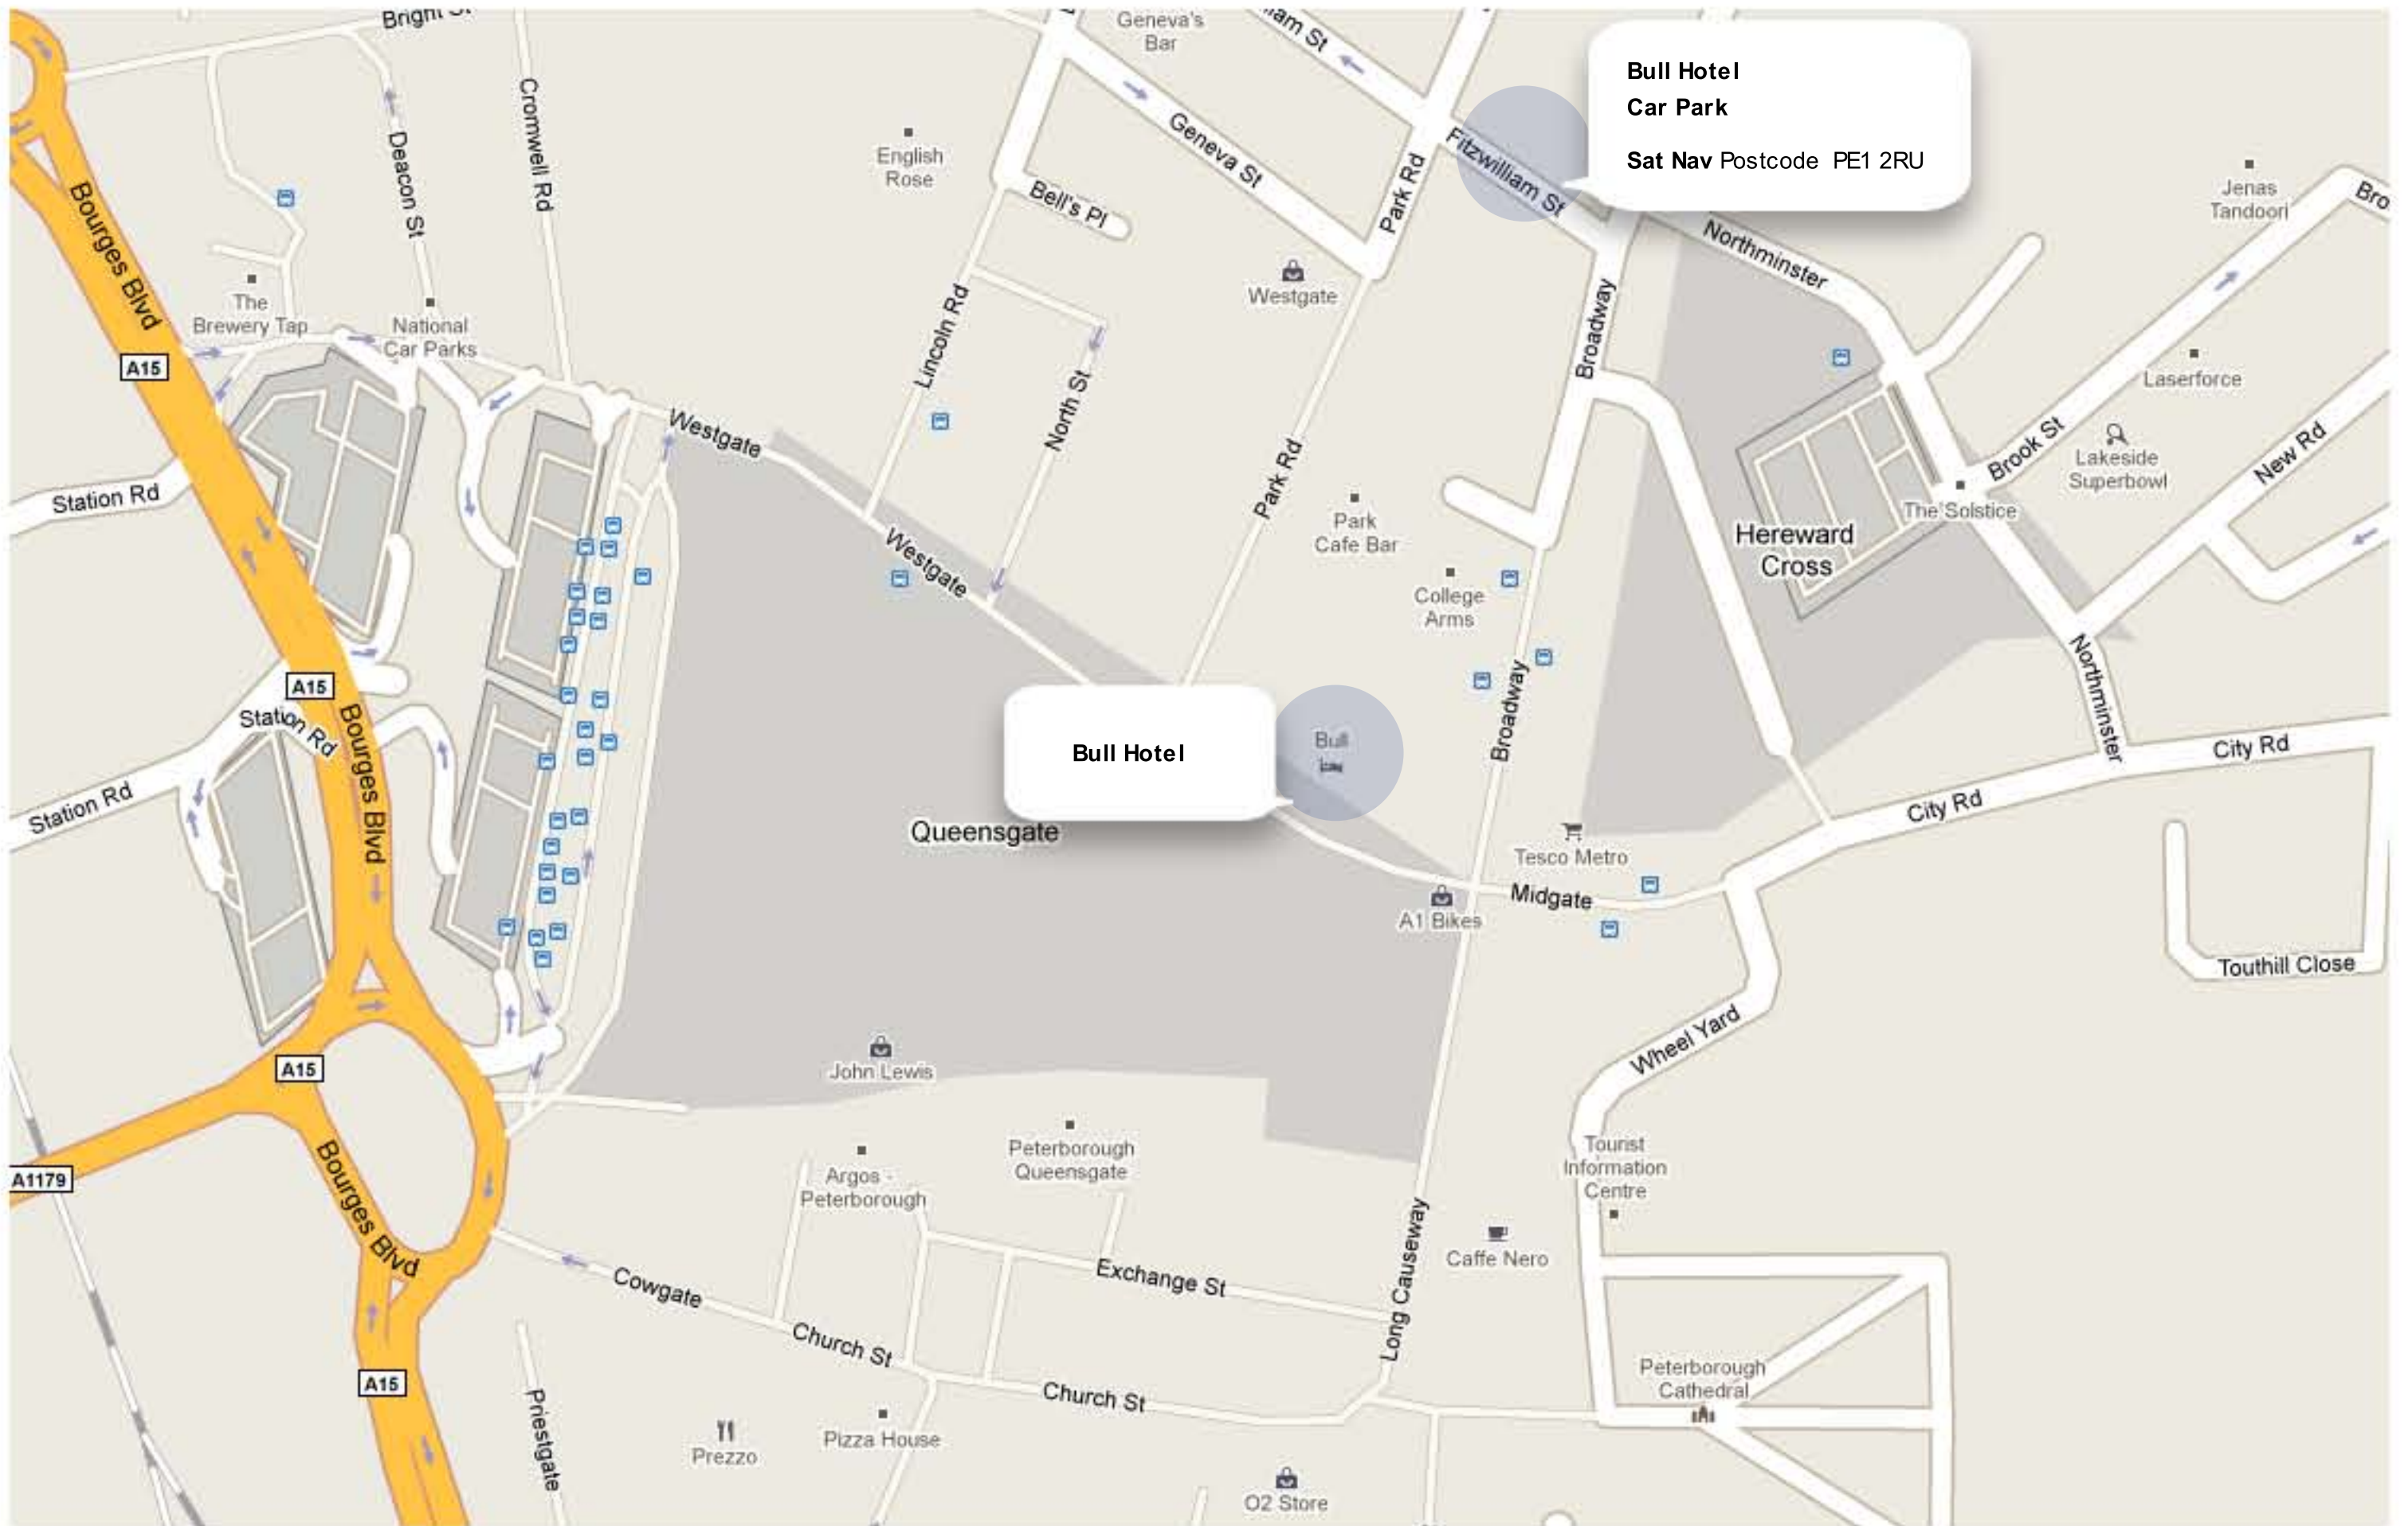 Bright St
Geneva's
Bar
Bull Hotel
Car Park
Sat Nav Postcode PE1 2RU
Cromwell Rd
Deacon St
English
Rose
Geneva St
Park Rd
Fitzwilliam St
Bell's Pl
Jenas
Tandoori
Bourges Blvd
The
Brewery Tap
National
Car Parks
Westgate
Northminster
Lincoln Rd
Broadway
A15
Laserforce
North St
Westgate
Park Rd
Brook St
New Rd
Lakeside
Superbowl
Station Rd
Park
Cafe Bar
The Solstice
Hereward
Cross
Westgate
College
Arms
A15
Station Rd
Bourges Blvd
Northminster
Broadway
Bull Hotel
Bull
City Rd
Station Rd
Queensgate
City Rd
Tesco Metro
Midgate
A1 Bikes
Touthill Close
Wheel Yard
John Lewis
A15
Peterborough
Queensgate
Argos -
Peterborough
Tourist
Information
Centre
A1179
Bourges Blvd
Long Causeway
Caffe Nero
Exchange St
Cowgate
Church St
Church St
A15
Peterborough
Cathedral
Priestgate
Prezzo
Pizza House
O2 Store